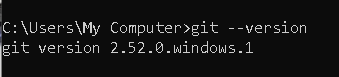 C:\Users\My Computer>git --version
git version 2.52.0.windows.1